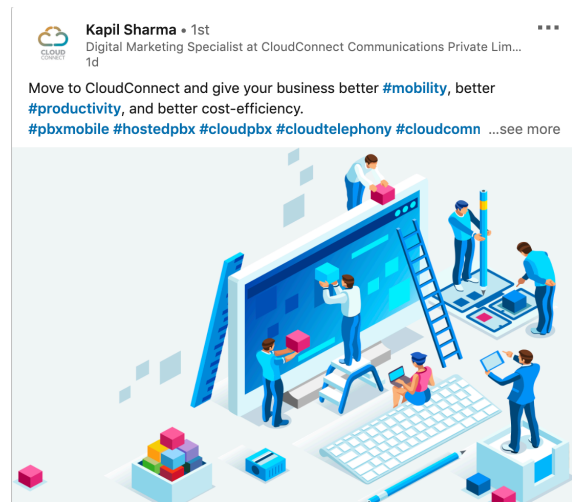 CLOUD
CONNECT
Kapil Sharma • 1st
Digital Marketing Specialist at CloudConnect Communications Private Lim...
1d
Move to CloudConnect and give your business better #mobility, better
#productivity, and better cost-efficiency.
#pbxmobile #hostedpbx #cloudpbx #cloudtelephony #cloudcomn ...see more